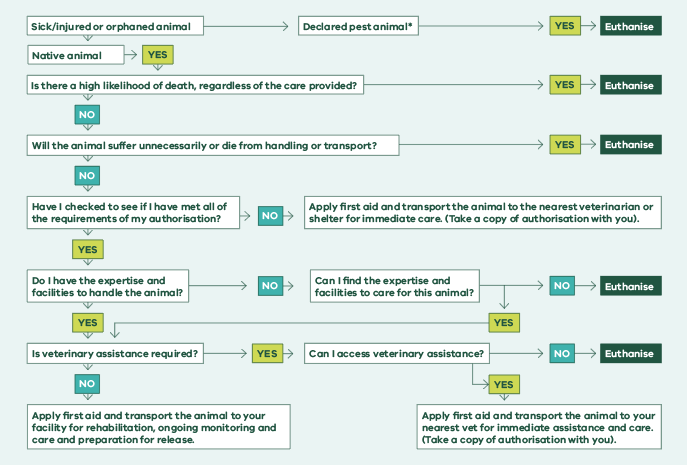 Sick/injured or orphaned animal
Declared pest animal*
YES
Euthanise
Native animal
YES
Is there a high likelihood of death, regardless of the care provided?
YES
Euthanise
NO
Will the animal suffer unnecessarily or die from handling or transport?
YES
Euthanise
NO
Have I checked to see if I have met all of
the requirements of my authorisation?
NO
Apply first aid and transport the animal to the nearest veterinarian or
shelter for immediate care. (Take a copy of authorisation with you).
YES
Do I have the expertise and
facilities to handle the animal?
NO
Can I find the expertise and
facilities to care for this animal?
NO
Euthanise
YES
YES
Is veterinary assistance required?
YES
Can I access veterinary assistance?
NO
Euthanise
NO
YES
Apply first aid and transport the animal to your
facility for rehabilitation, ongoing monitoring and
care and preparation for release.
Apply first aid and transport the animal to your
nearest vet for immediate assistance and care.
(Take a copy of authorisation with you).